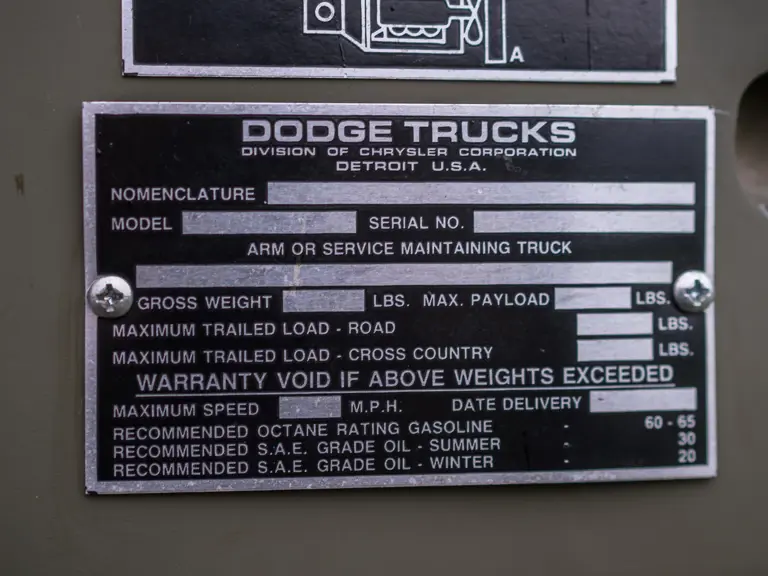 A
DODGE TRUCKS
DIVISION OF CHRYSLER CORPORATION
DETROIT U.S.A.
NOMENCLATURE
MODEL SERIAL NO.
ARM OR SERVICE MAINTAINING TRUCK
GROSS WEIGHT LBS. MAX. PAYLOAD LBS.
MAXIMUM TRAILED LOAD - ROAD LBS.
MAXIMUM TRAILED LOAD - CROSS COUNTRY LBS.
WARRANTY VOID IF ABOVE WEIGHTS EXCEEDED
MAXIMUM SPEED M.P.H. DATE DELIVERY
RECOMMENDED OCTANE RATING GASOLINE - 60 - 65
RECOMMENDED S.A.E. GRADE OIL - SUMMER - 30
RECOMMENDED S.A.E. GRADE OIL - WINTER - 20